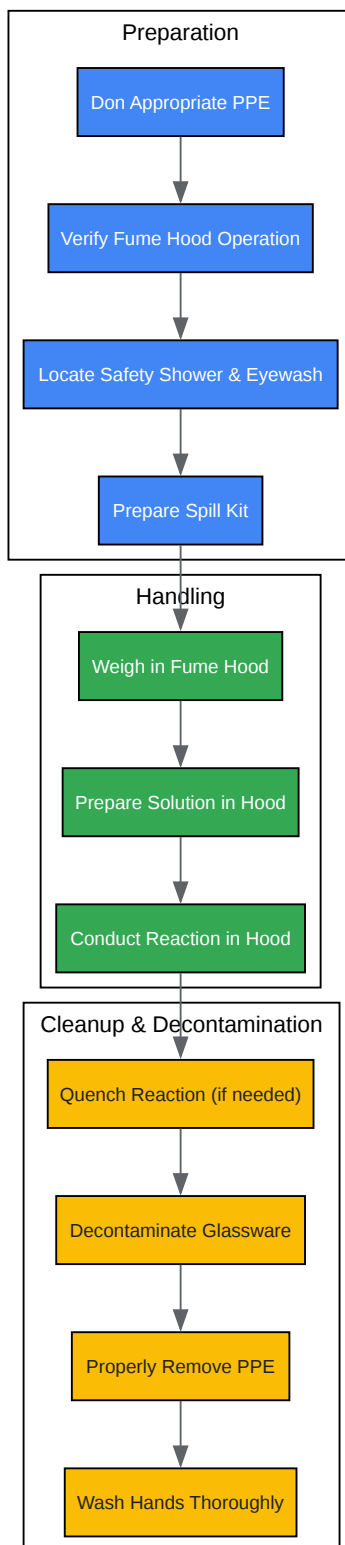 Preparation
Don Appropriate PPE
Verify Fume Hood Operation
Locate Safety Shower & Eyewash
Prepare Spill Kit
Handling
Weigh in Fume Hood
Prepare Solution in Hood
Conduct Reaction in Hood
Cleanup & Decontamination
Quench Reaction (if needed)
Decontaminate Glassware
Properly Remove PPE
Wash Hands Thoroughly